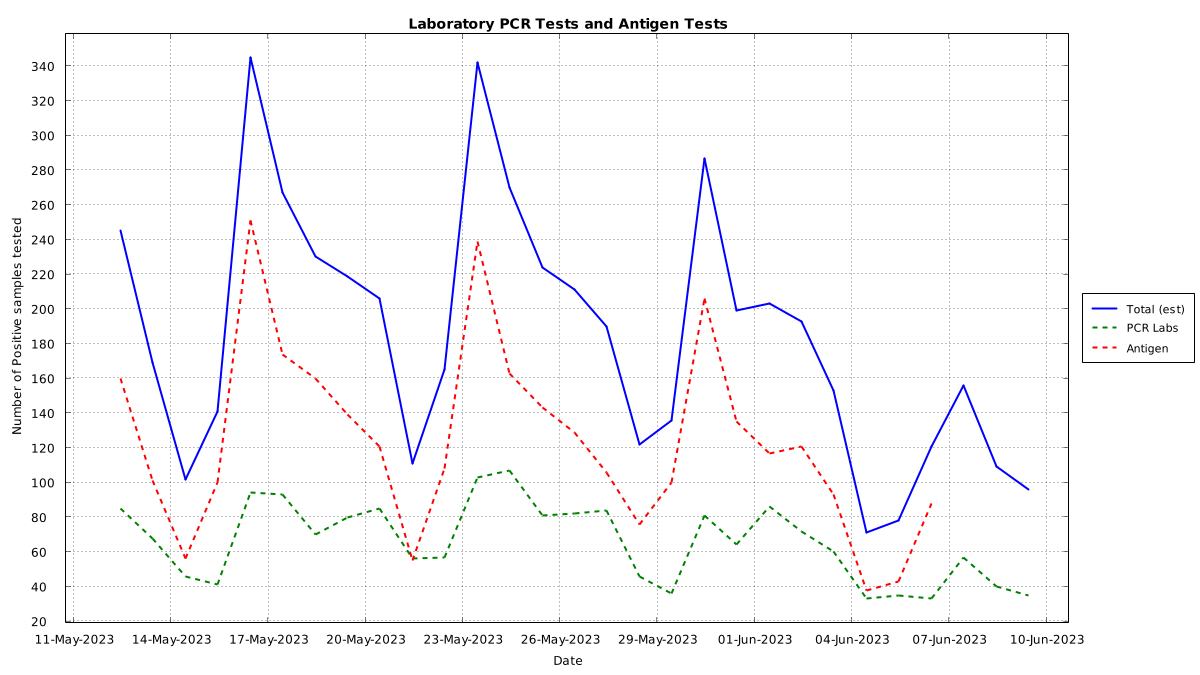 Laboratory PCR Tests and Antigen Tests
Number of Positive samples tested
340
320
300
280
260
240
220
200
180
160
140
120
100
80
60
40
20
11-May-2023 14-May-2023 17-May-2023 20-May-2023 23-May-2023 26-May-2023 29-May-2023 01-Jun-2023 04-Jun-2023 07-Jun-2023 10-Jun-2023
Date
Total (est)
PCR Labs
Antigen